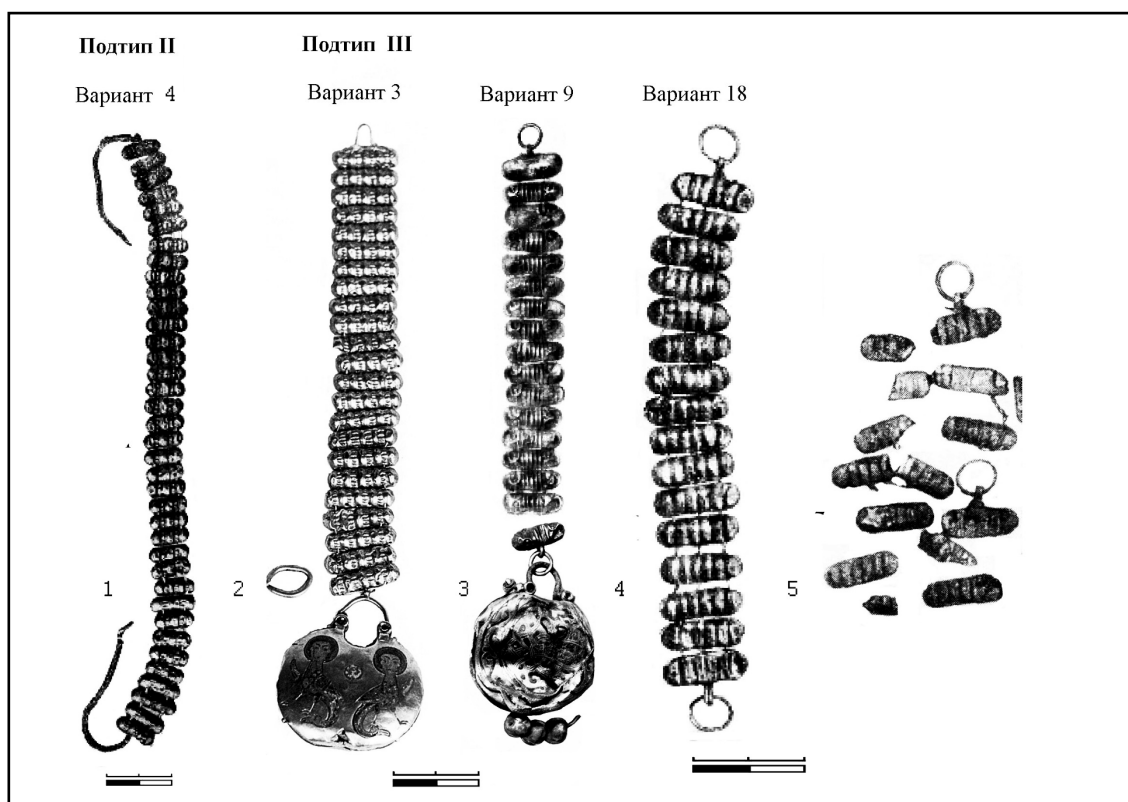 Подтип II
Подтип III
Вариант 4
Вариант 3
Вариант 9
Вариант 18
1
2
3
4
5